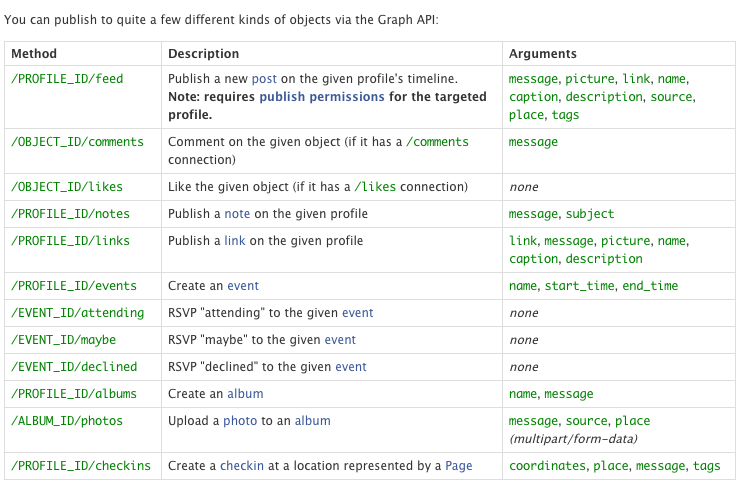 You can publish to quite a few different kinds of objects via the Graph API:
Method Description Arguments
/PROFILE_ID/feed Publish a new post on the given profile's timeline. message, picture, link, name,
Note: requires publish permissions for the targeted caption, description, source,
profile. place, tags
/OBJECT_ID/comments Comment on the given object (if it has a /comments message
connection)
/OBJECT_ID/likes Like the given object (if it has a /likes connection) none
/PROFILE_ID/notes Publish a note on the given profile message, subject
/PROFILE_ID/links Publish a link on the given profile link, message, picture, name,
caption, description
/PROFILE_ID/events Create an event name, start_time, end_time
/EVENT_ID/attending RSVP "attending" to the given event none
/EVENT_ID/maybe RSVP "maybe" to the given event none
/EVENT_ID/declined RSVP "declined" to the given event none
/PROFILE_ID/albums Create an album name, message
/ALBUM_ID/photos Upload a photo to an album message, source, place
(multipart/form-data)
/PROFILE_ID/checkins Create a checkin at a location represented by a Page coordinates, place, message, tags